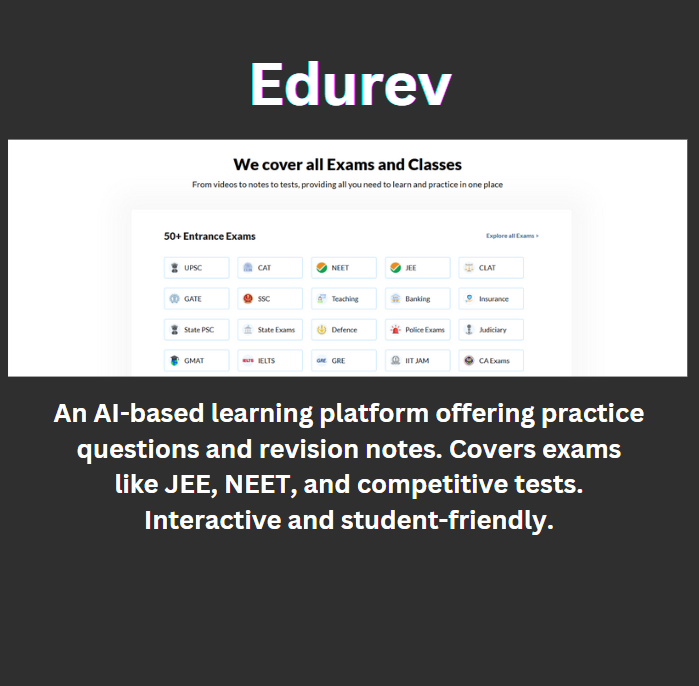 Edurev
We cover all Exams and Classes
From videos to notes to tests, providing all you need to learn and practice in one place
50+ Entrance Exams
Explore all Exams >
UPSC
CAT
NEET
JEE
CLAT
GATE
SSC
Teaching
Banking
Insurance
State PSC
State Exams
Defence
Police Exams
Judiciary
GMAT
IELTS IELTS
GRE GRE
IIT JAM
CA Exams
An AI-based learning platform offering practice
questions and revision notes. Covers exams
like JEE, NEET, and competitive tests.
Interactive and student-friendly.